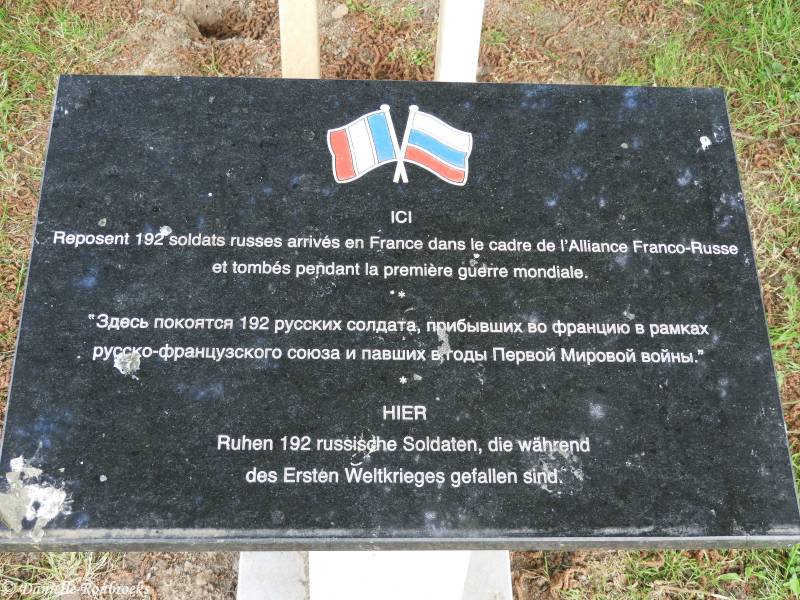 ICI
Reposent 192 soldats russes arrivés en France dans le cadre de l'Alliance Franco-Russe
et tombés pendant la première guerre mondiale.
* *
"Здесь покоятся 192 русских солдата, прибывших во францию в рамках
русско-французского союза и павших в годы Первой Мировой войны."
*
HIER
Ruhen 192 russische Soldaten, die während
des Ersten Weltkrieges gefallen sind.
© Danielle Roubroeks